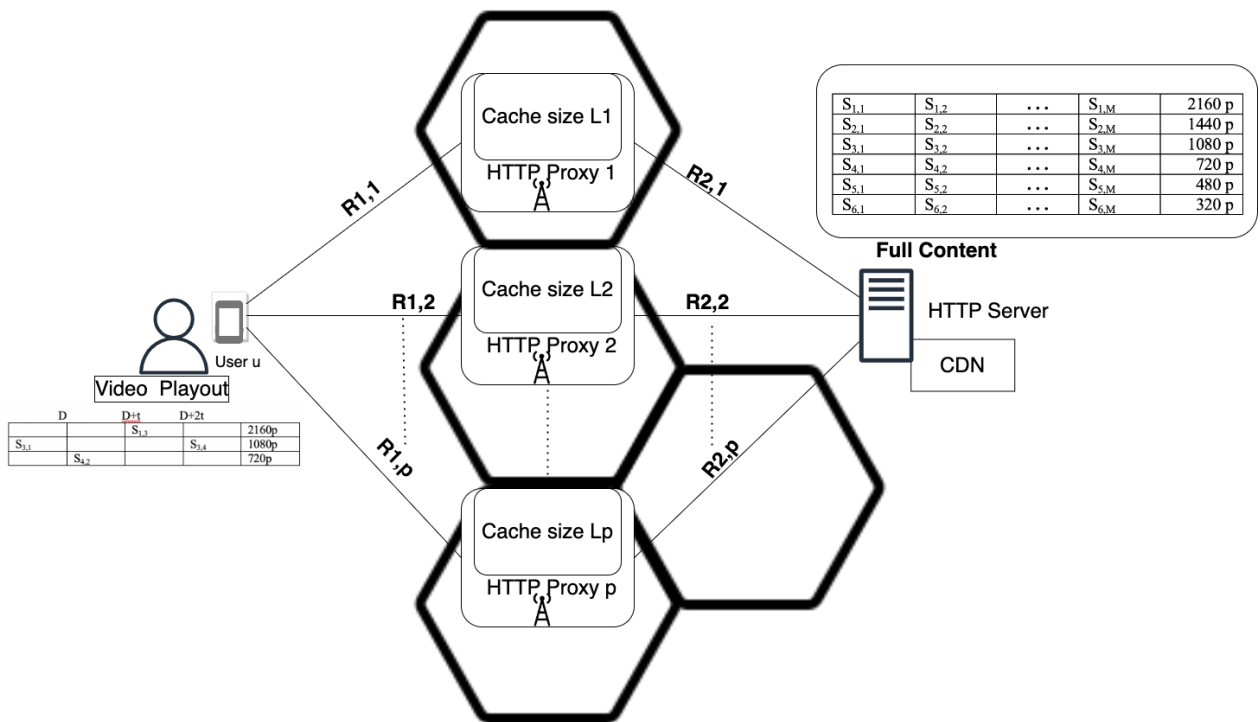 Cache size L1
HTTP Proxy 1
R1,1
R2,1
S1,1 S1,2 ... S1,M 2160 p
S2,1 S2,2 ... S2,M 1440 p
S3,1 S3,2 ... S3,M 1080 p
S4,1 S4,2 ... S4,M 720 p
S5,1 S5,2 ... S5,M 480 p
S6,1 S6,2 ... S6,M 320 p
Full Content
Cache size L2
HTTP Proxy 2
R1,2
R2,2
HTTP Server
CDN
User u
Video Playout
D D+t D+2t
S1,3 2160p
S3,1 S3,4 1080p
S4,2 720p
R1,p
R2,p
Cache size Lp
HTTP Proxy p